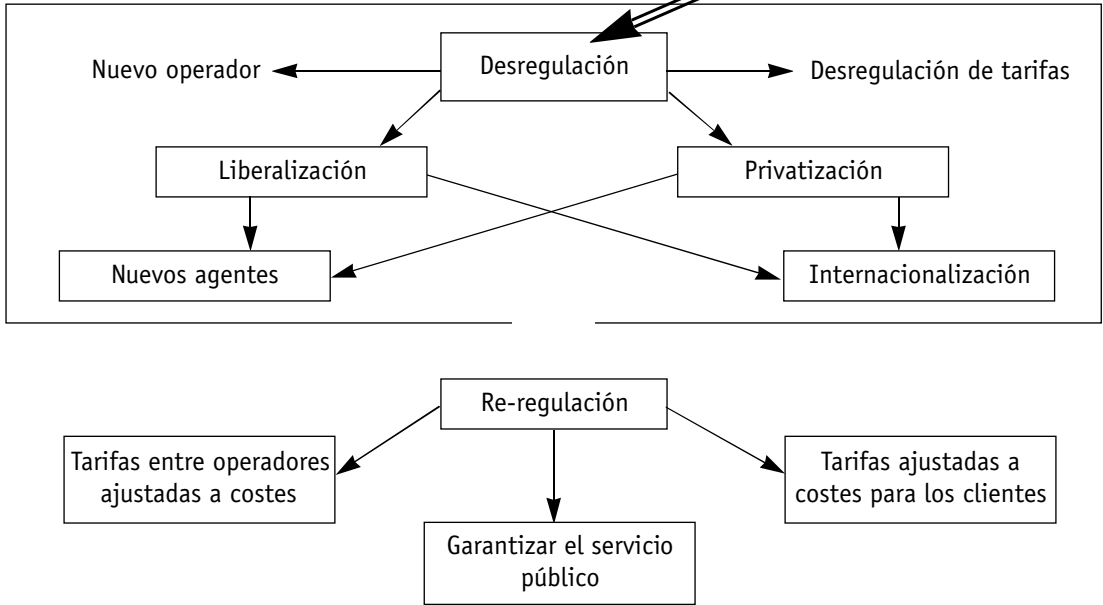 Desregulación
Nuevo operador
Desregulación de tarifas
Liberalización
Privatización
Nuevos agentes
Internacionalización
Re-regulación
Tarifas entre operadores
ajustadas a costes
Tarifas ajustadas a
costes para los clientes
Garantizar el servicio
público